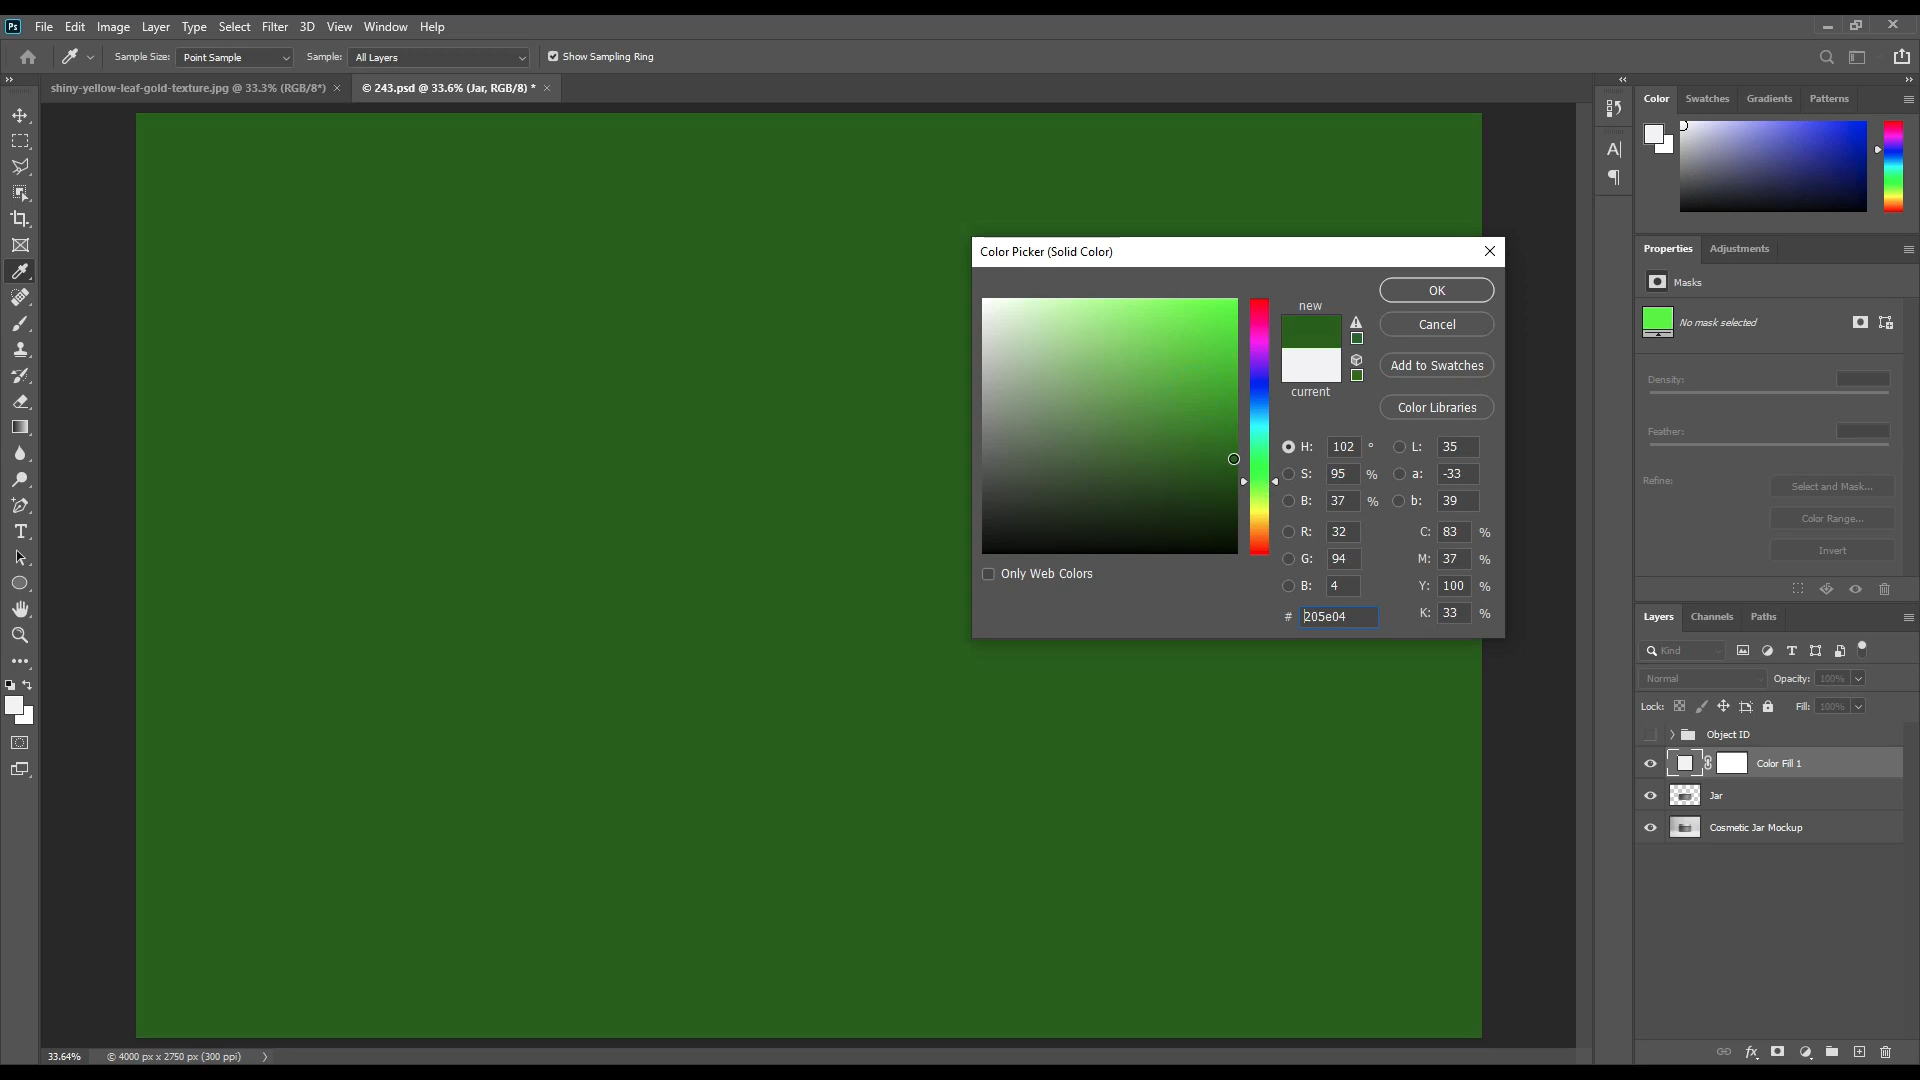 Ps File Edit Image Layer Type Select Filter 3D View Window Help
Sample Size: Point Sample Sample: All Layers Show Sampling Ring
shiny-yellow-leaf-gold-texture.jpg @ 33.3% (RGB/8*) × © 243.psd @ 33.6% (Jar, RGB/8) * ×
Color Swatches Gradients Patterns
Color Picker (Solid Color)
new
current
OK
Cancel
Add to Swatches
Color Libraries
H: 102 ° L: 35
S: 95 % a: -33
B: 37 % b: 39
R: 32 C: 83 %
G: 94 M: 37 %
B: 4 Y: 100 %
# 205e04 K: 33 %
Only Web Colors
Properties Adjustments
Masks
No mask selected
Density:
Feather:
Refine: Select and Mask...
Color Range...
Invert
Layers Channels Paths
Kind
Normal Opacity: 100%
Lock: Fill: 100%
Object ID
Color Fill 1
Jar
Cosmetic Jar Mockup
33.64% © 4000 px x 2750 px (300 ppi)